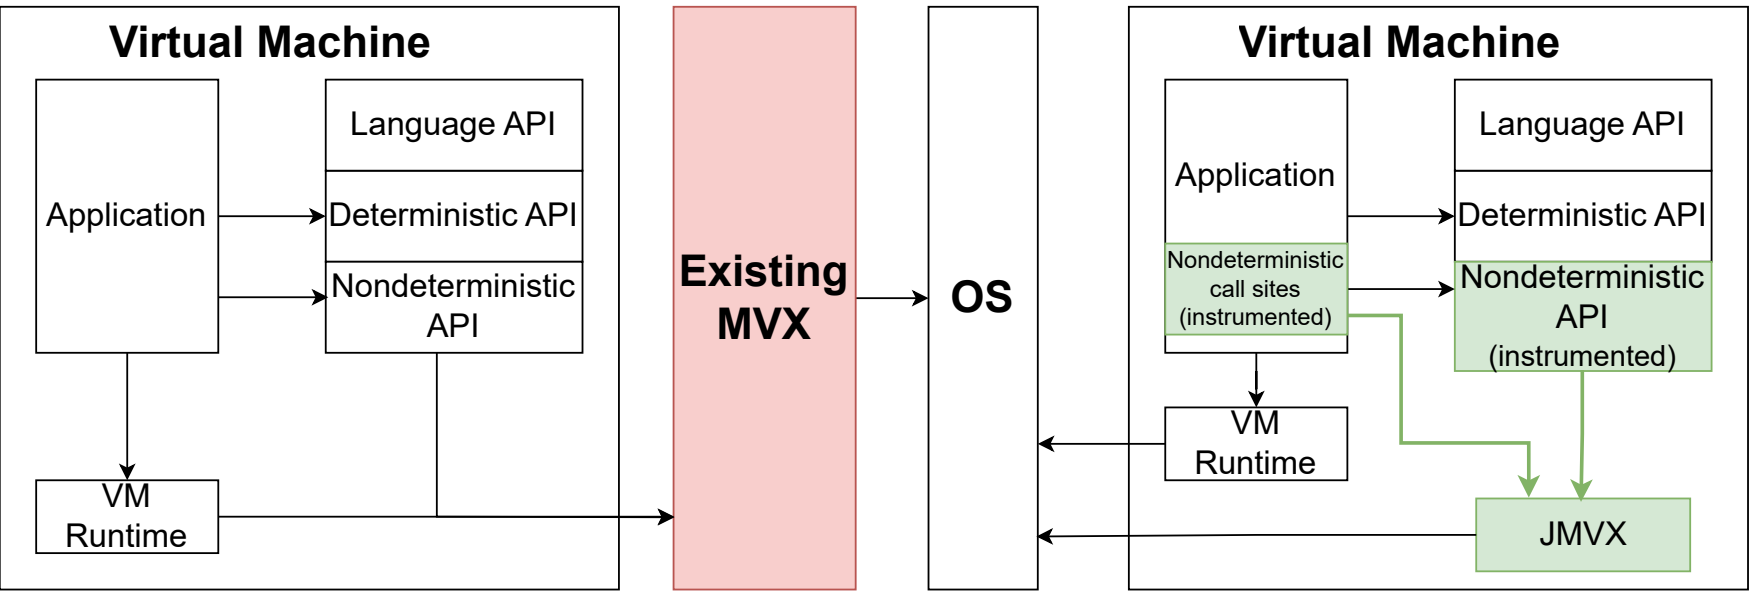 Virtual Machine
Application
Language API
Deterministic API
Nondeterministic
API
VM
Runtime
Existing
MVX
OS
Virtual Machine
Application
Nondeterministic
call sites
(instrumented)
Language API
Deterministic API
Nondeterministic
API
(instrumented)
VM
Runtime
JMVX